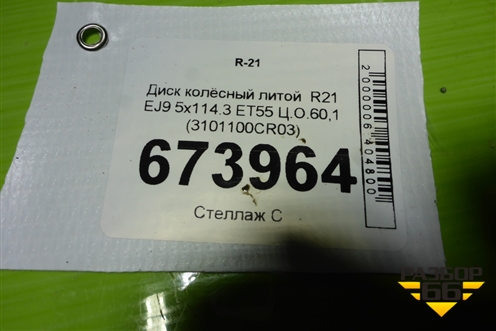 R-21
Диск колёсный литой R21
EJ9 5x114.3 ET55 Ц.О.60,1
(3101100CR03)
673964
Стеллаж С
2000006404800
РАЗБОР
66